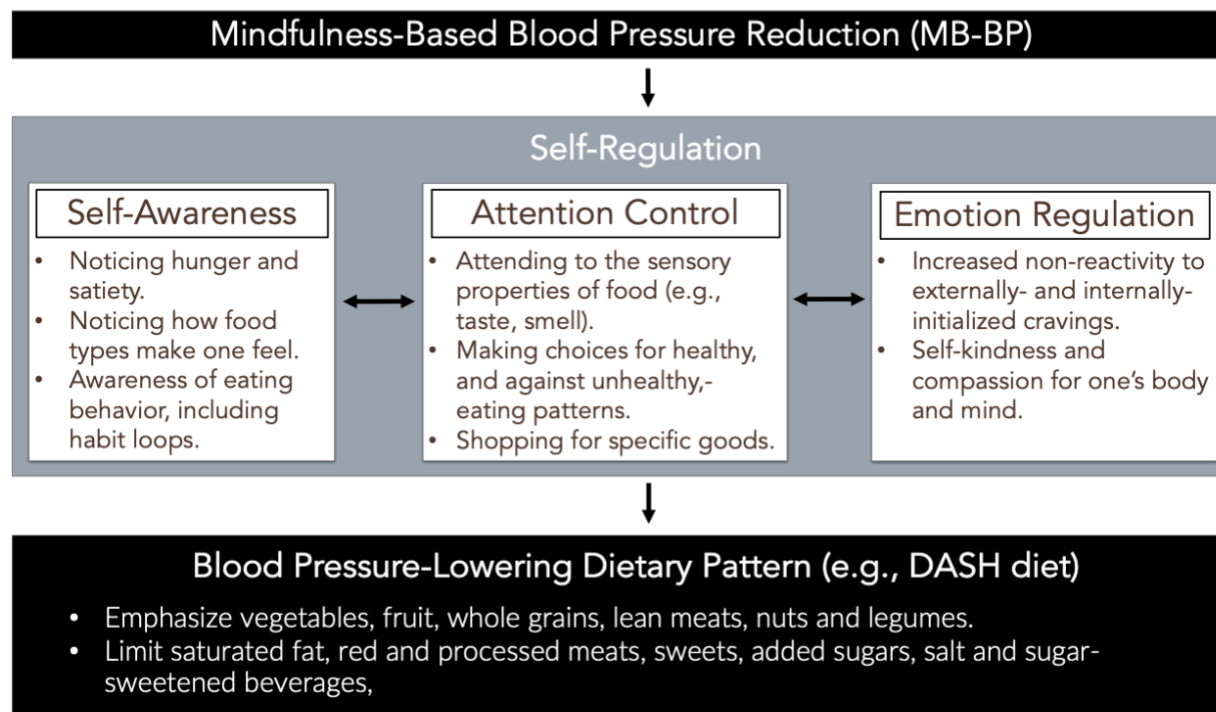 Mindfulness-Based Blood Pressure Reduction (MB-BP)
Self-Regulation
Self-Awareness
• Noticing hunger and
satiety.
• Noticing how food
types make one feel.
• Awareness of eating
behavior, including
habit loops.
Attention Control
• Attending to the sensory
properties of food (e.g.,
taste, smell).
• Making choices for healthy,
and against unhealthy,-
eating patterns.
• Shopping for specific goods.
Emotion Regulation
• Increased non-reactivity to
externally- and internally-
initialized cravings.
• Self-kindness and
compassion for one's body
and mind.
Blood Pressure-Lowering Dietary Pattern (e.g., DASH diet)
• Emphasize vegetables, fruit, whole grains, lean meats, nuts and legumes.
• Limit saturated fat, red and processed meats, sweets, added sugars, salt and sugar-
sweetened beverages,